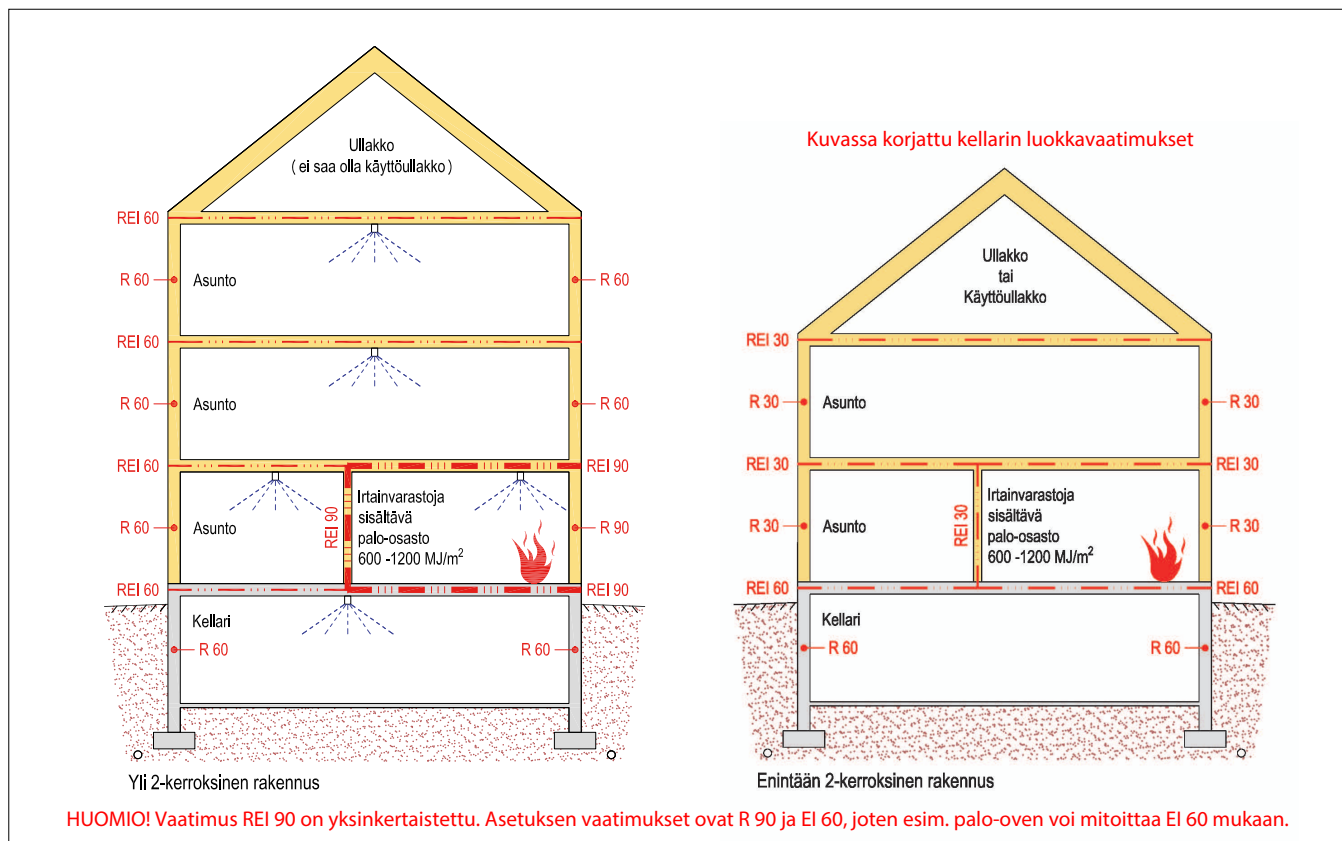 Ullakko
( ei saa olla käyttöullakko )
REI 60
R 60
Asunto
R 60
REI 60
R 60
Asunto
R 60
REI 60
REI 90
R 60
Asunto
REI 90
Irtainvarastoja
sisältävä
palo-osasto
600 -1200 MJ/m²
R 90
REI 60
REI 90
Kellari
R 60
R 60
Yli 2-kerroksinen rakennus
Kuvassa korjattu kellarin luokkavaatimukset
Ullakko
tai
Käyttöullakko
REI 30
R 30
Asunto
R 30
REI 30
REI 30
R 30
Asunto
REI 30
Irtainvarastoja
sisältävä
palo-osasto
600 -1200 MJ/m²
R 30
REI 60
REI 60
Kellari
R 60
R 60
Enintään 2-kerroksinen rakennus
HUOMIO! Vaatimus REI 90 on yksinkertaistettu. Asetuksen vaatimukset ovat R 90 ja EI 60, joten esim. palo-oven voi mitoittaa EI 60 mukaan.